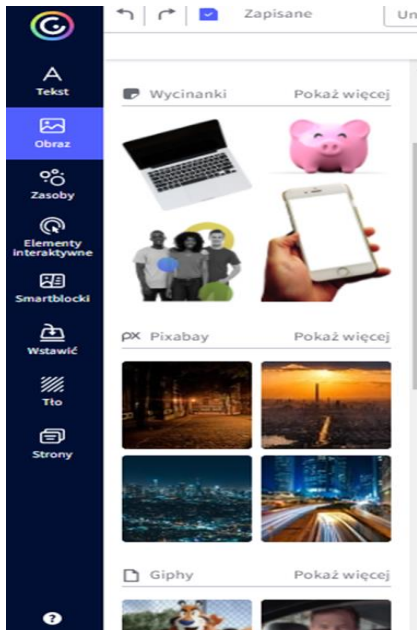 Zapisane
Un
Tekst
Obraz
Zasoby
Elementy
interaktywne
Smartblocki
Wstawić
Tło
Strony
?
Wycinanki Pokaż więcej
px Pixabay Pokaż więcej
Giphy Pokaż więcej